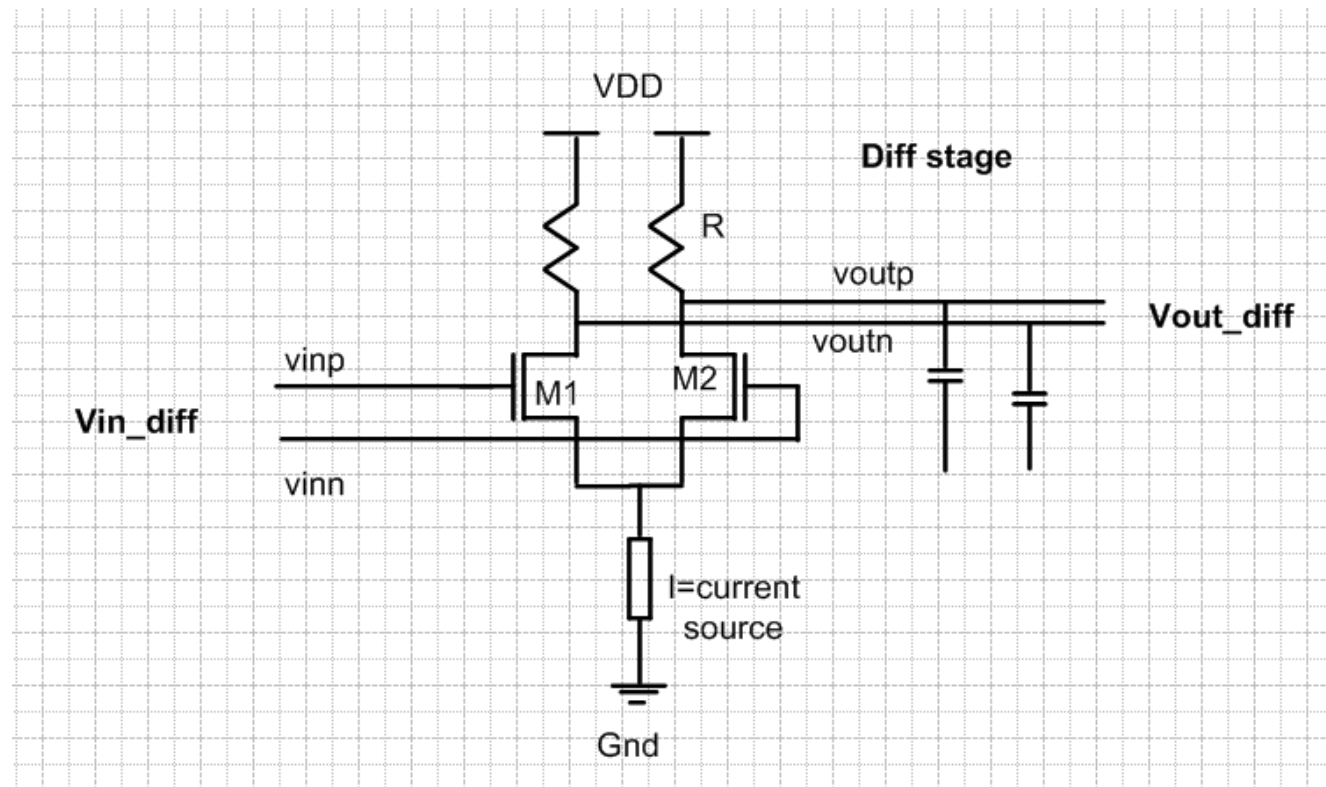 VDD
Diff stage
R
voutp
Vout_diff
voutn
vinp
M1
M2
Vin_diff
vinn
I=current
source
Gnd